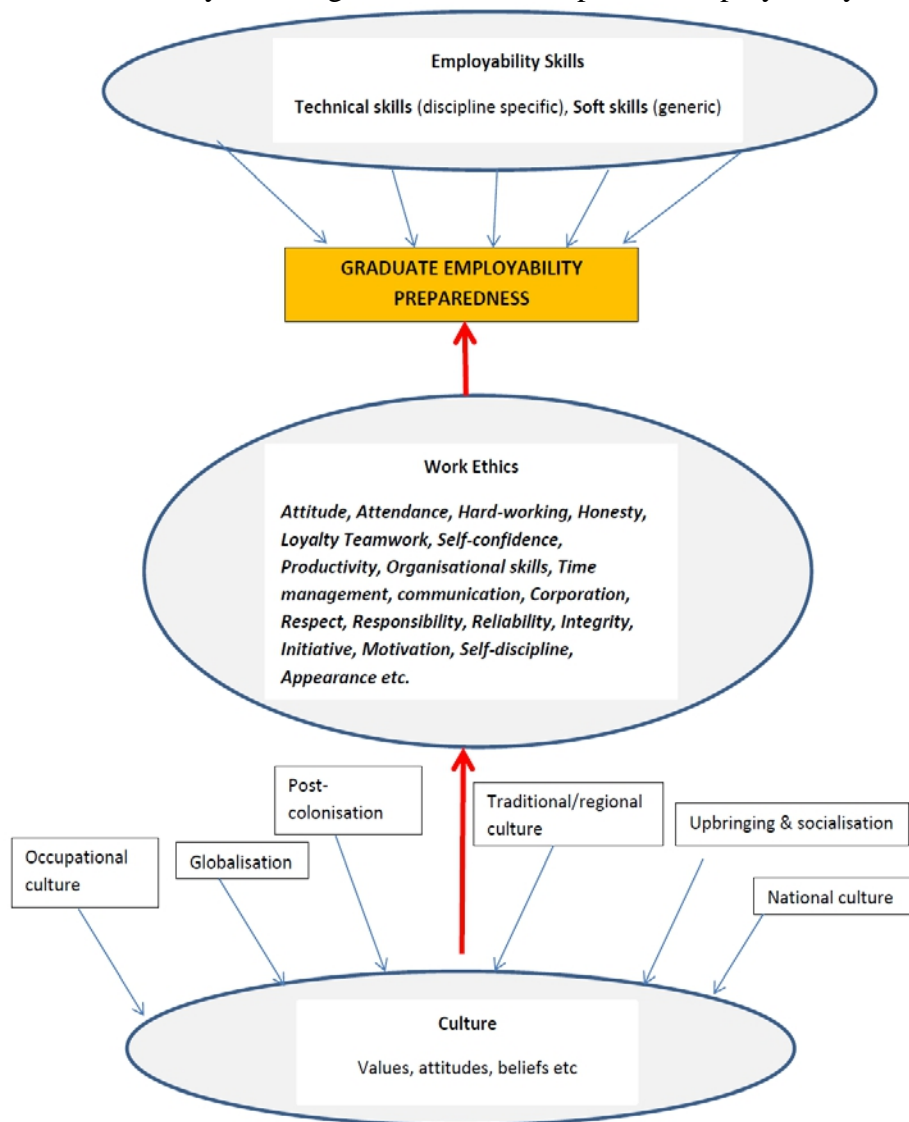 Employability Skills
Technical skills (discipline specific), Soft skills (generic)
GRADUATE EMPLOYABILITY
PREPAREDNESS
Work Ethics
Attitude, Attendance, Hard-working, Honesty,
Loyalty Teamwork, Self-confidence,
Productivity, Organisational skills, Time
management, communication, Corporation,
Respect, Responsibility, Reliability, Integrity,
Initiative, Motivation, Self-discipline,
Appearance etc.
Post-
colonisation
Traditional/regional
culture
Upbringing & socialisation
Occupational
culture
Globalisation
National culture
Culture
Values, attitudes, beliefs etc